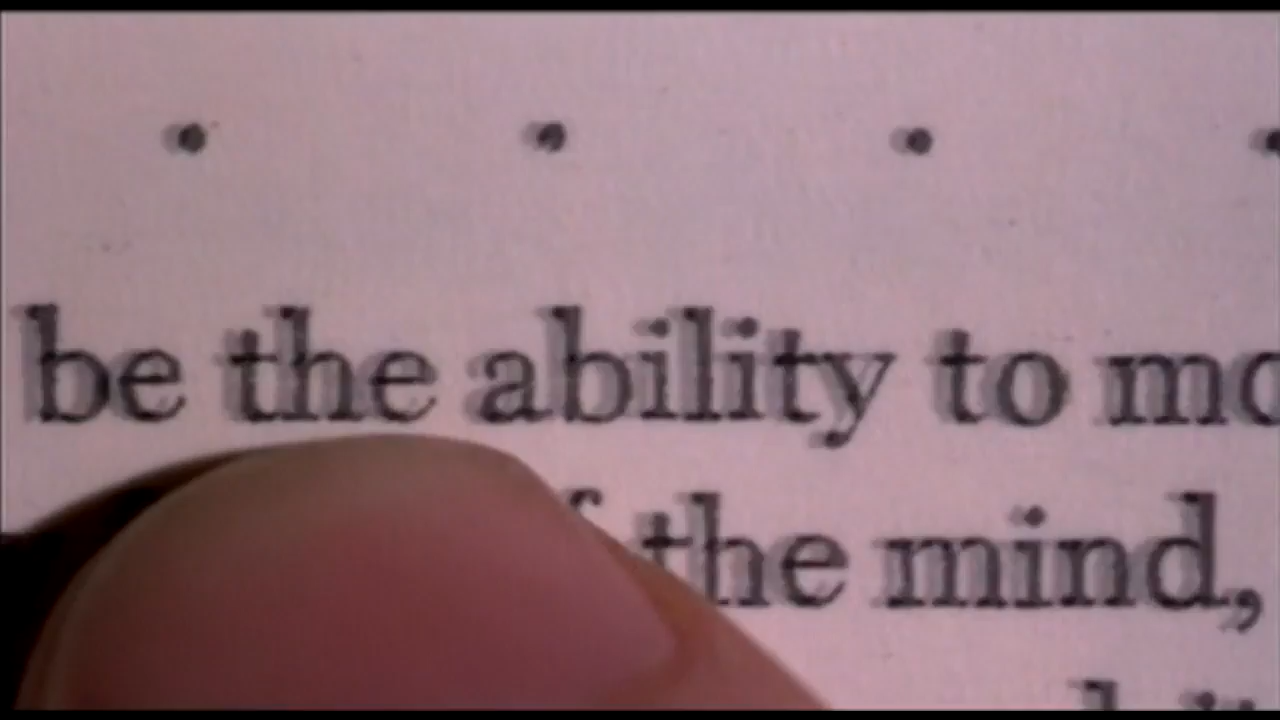 be the ability to
the mind,